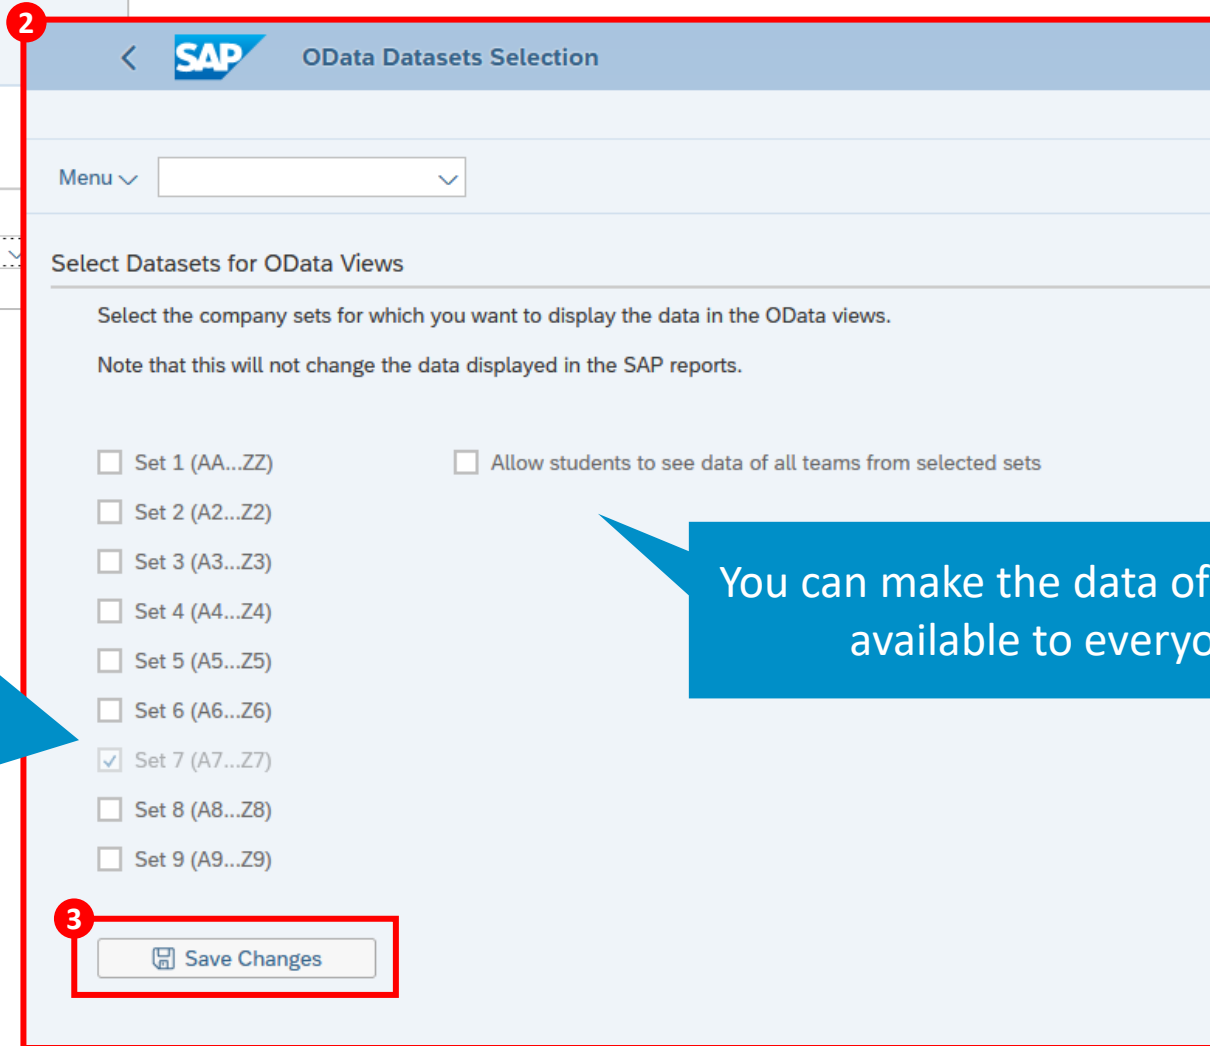 2
SAP OData Datasets Selection
Menu
Select Datasets for OData Views
Select the company sets for which you want to display the data in the OData views.
Note that this will not change the data displayed in the SAP reports.
Set 1 (AA...ZZ) Allow students to see data of all teams from selected sets
Set 2 (A2...Z2)
Set 3 (A3...Z3)
You can make the data of
Set 4 (A4...Z4)
available to
Set 5 (A5...Z5)
Set 6 (A6...Z6)
Set 7 (A7...Z7)
Set 8 (A8...Z8)
Set 9 (A9...Z9)
3
Save Changes